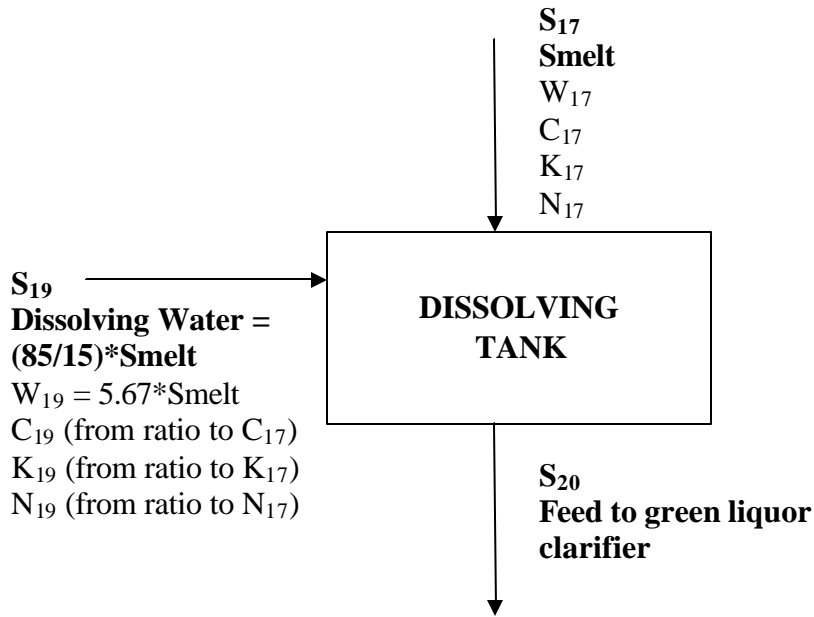 S₁₇
Smelt
W₁₇
C₁₇
K₁₇
N₁₇
S₁₉
Dissolving Water =
(85/15)*Smelt
W₁₉ = 5.67*Smelt
C₁₉ (from ratio to C₁₇)
K₁₉ (from ratio to K₁₇)
N₁₉ (from ratio to N₁₇)
DISSOLVING
TANK
S₂₀
Feed to green liquor
clarifier